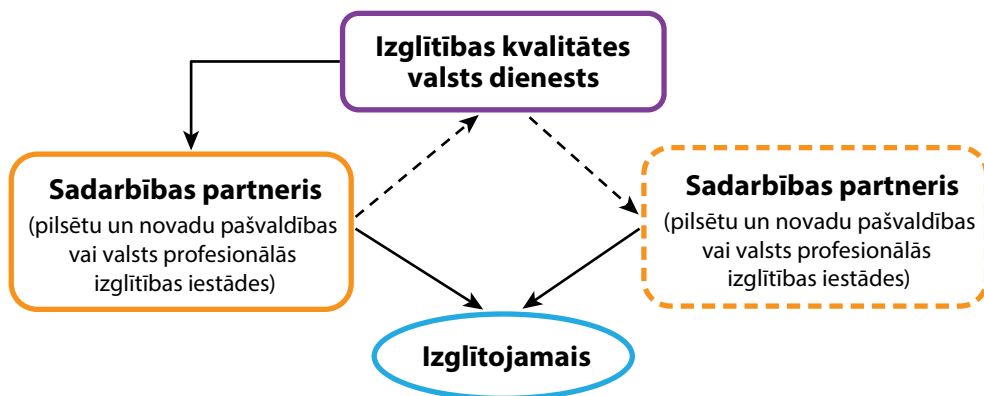 Izglītības kvalitātes
valsts dienests
Sadarbības partneris
(pilsētu un novadu pašvaldības
vai valsts profesionālās
izglītības iestādes)
Sadarbības partneris
(pilsētu un novadu pašvaldības
vai valsts profesionālās
izglītības iestādes)
Izglītojamais